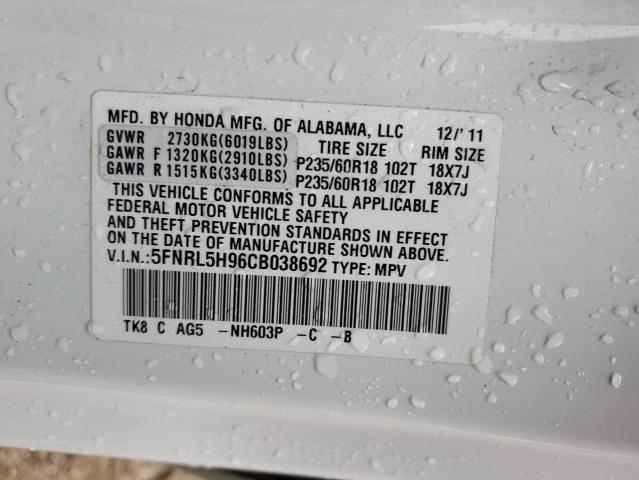 MFD. BY HONDA MFG. OF ALABAMA, LLC 12/'11
GVWR 2730KG(6019LBS) TIRE SIZE RIM SIZE
GAWR F 1320KG(2910LBS) P235/60R18 102T 18X7J
GAWR R 1515KG(3340LBS) P235/60R18 102T 18X7J
THIS VEHICLE CONFORMS TO ALL APPLICABLE
FEDERAL MOTOR VEHICLE SAFETY
AND THEFT PREVENTION STANDARDS IN EFFECT
ON THE DATE OF MANUFACTURE SHOWN ABOVE.
V.I.N.:5FNRL5H96CB038692 TYPE: MPV
TK8 C AG5 -NH603P -C -B